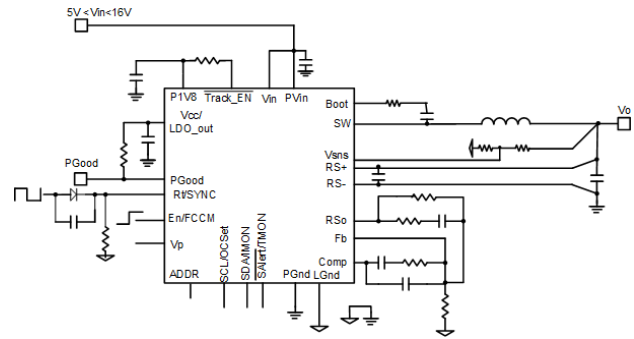 5V <Vin<16V
P1V8
Track_EN
Vin
PVin
Boot
Vcc/
LDO_out
SW
Vo
Vsns
RS+
RS-
PGood
PGood
Rt/SYNC
En/FCCM
RSo
Vp
Fb
Comp
ADDR
SCL/OCSet
SDA/IMON
SAlert/TMON
PGnd
LGnd